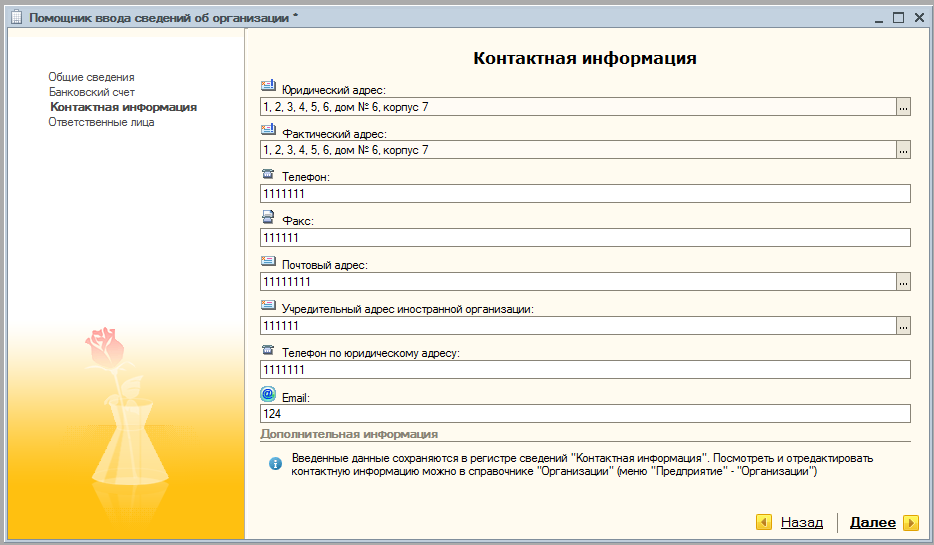 Помощник ввода сведений об организации *
Общие сведения
Банковский счет
Контактная информация
Ответственные лица
Контактная информация
Юридический адрес:
1, 2, 3, 4, 5, 6, дом № 6, корпус 7
...
Фактический адрес:
1, 2, 3, 4, 5, 6, дом № 6, корпус 7
...
Телефон:
1111111
Факс:
111111
Почтовый адрес:
11111111
...
Учредительный адрес иностранной организации:
111111
...
Телефон по юридическому адресу:
1111111
@ Email:
124
Дополнительная информация
Введенные данные сохраняются в регистре сведений "Контактная информация". Посмотреть и отредактировать
контактную информацию можно в справочнике "Организации" (меню "Предприятие" - "Организации")
Назад
Далее